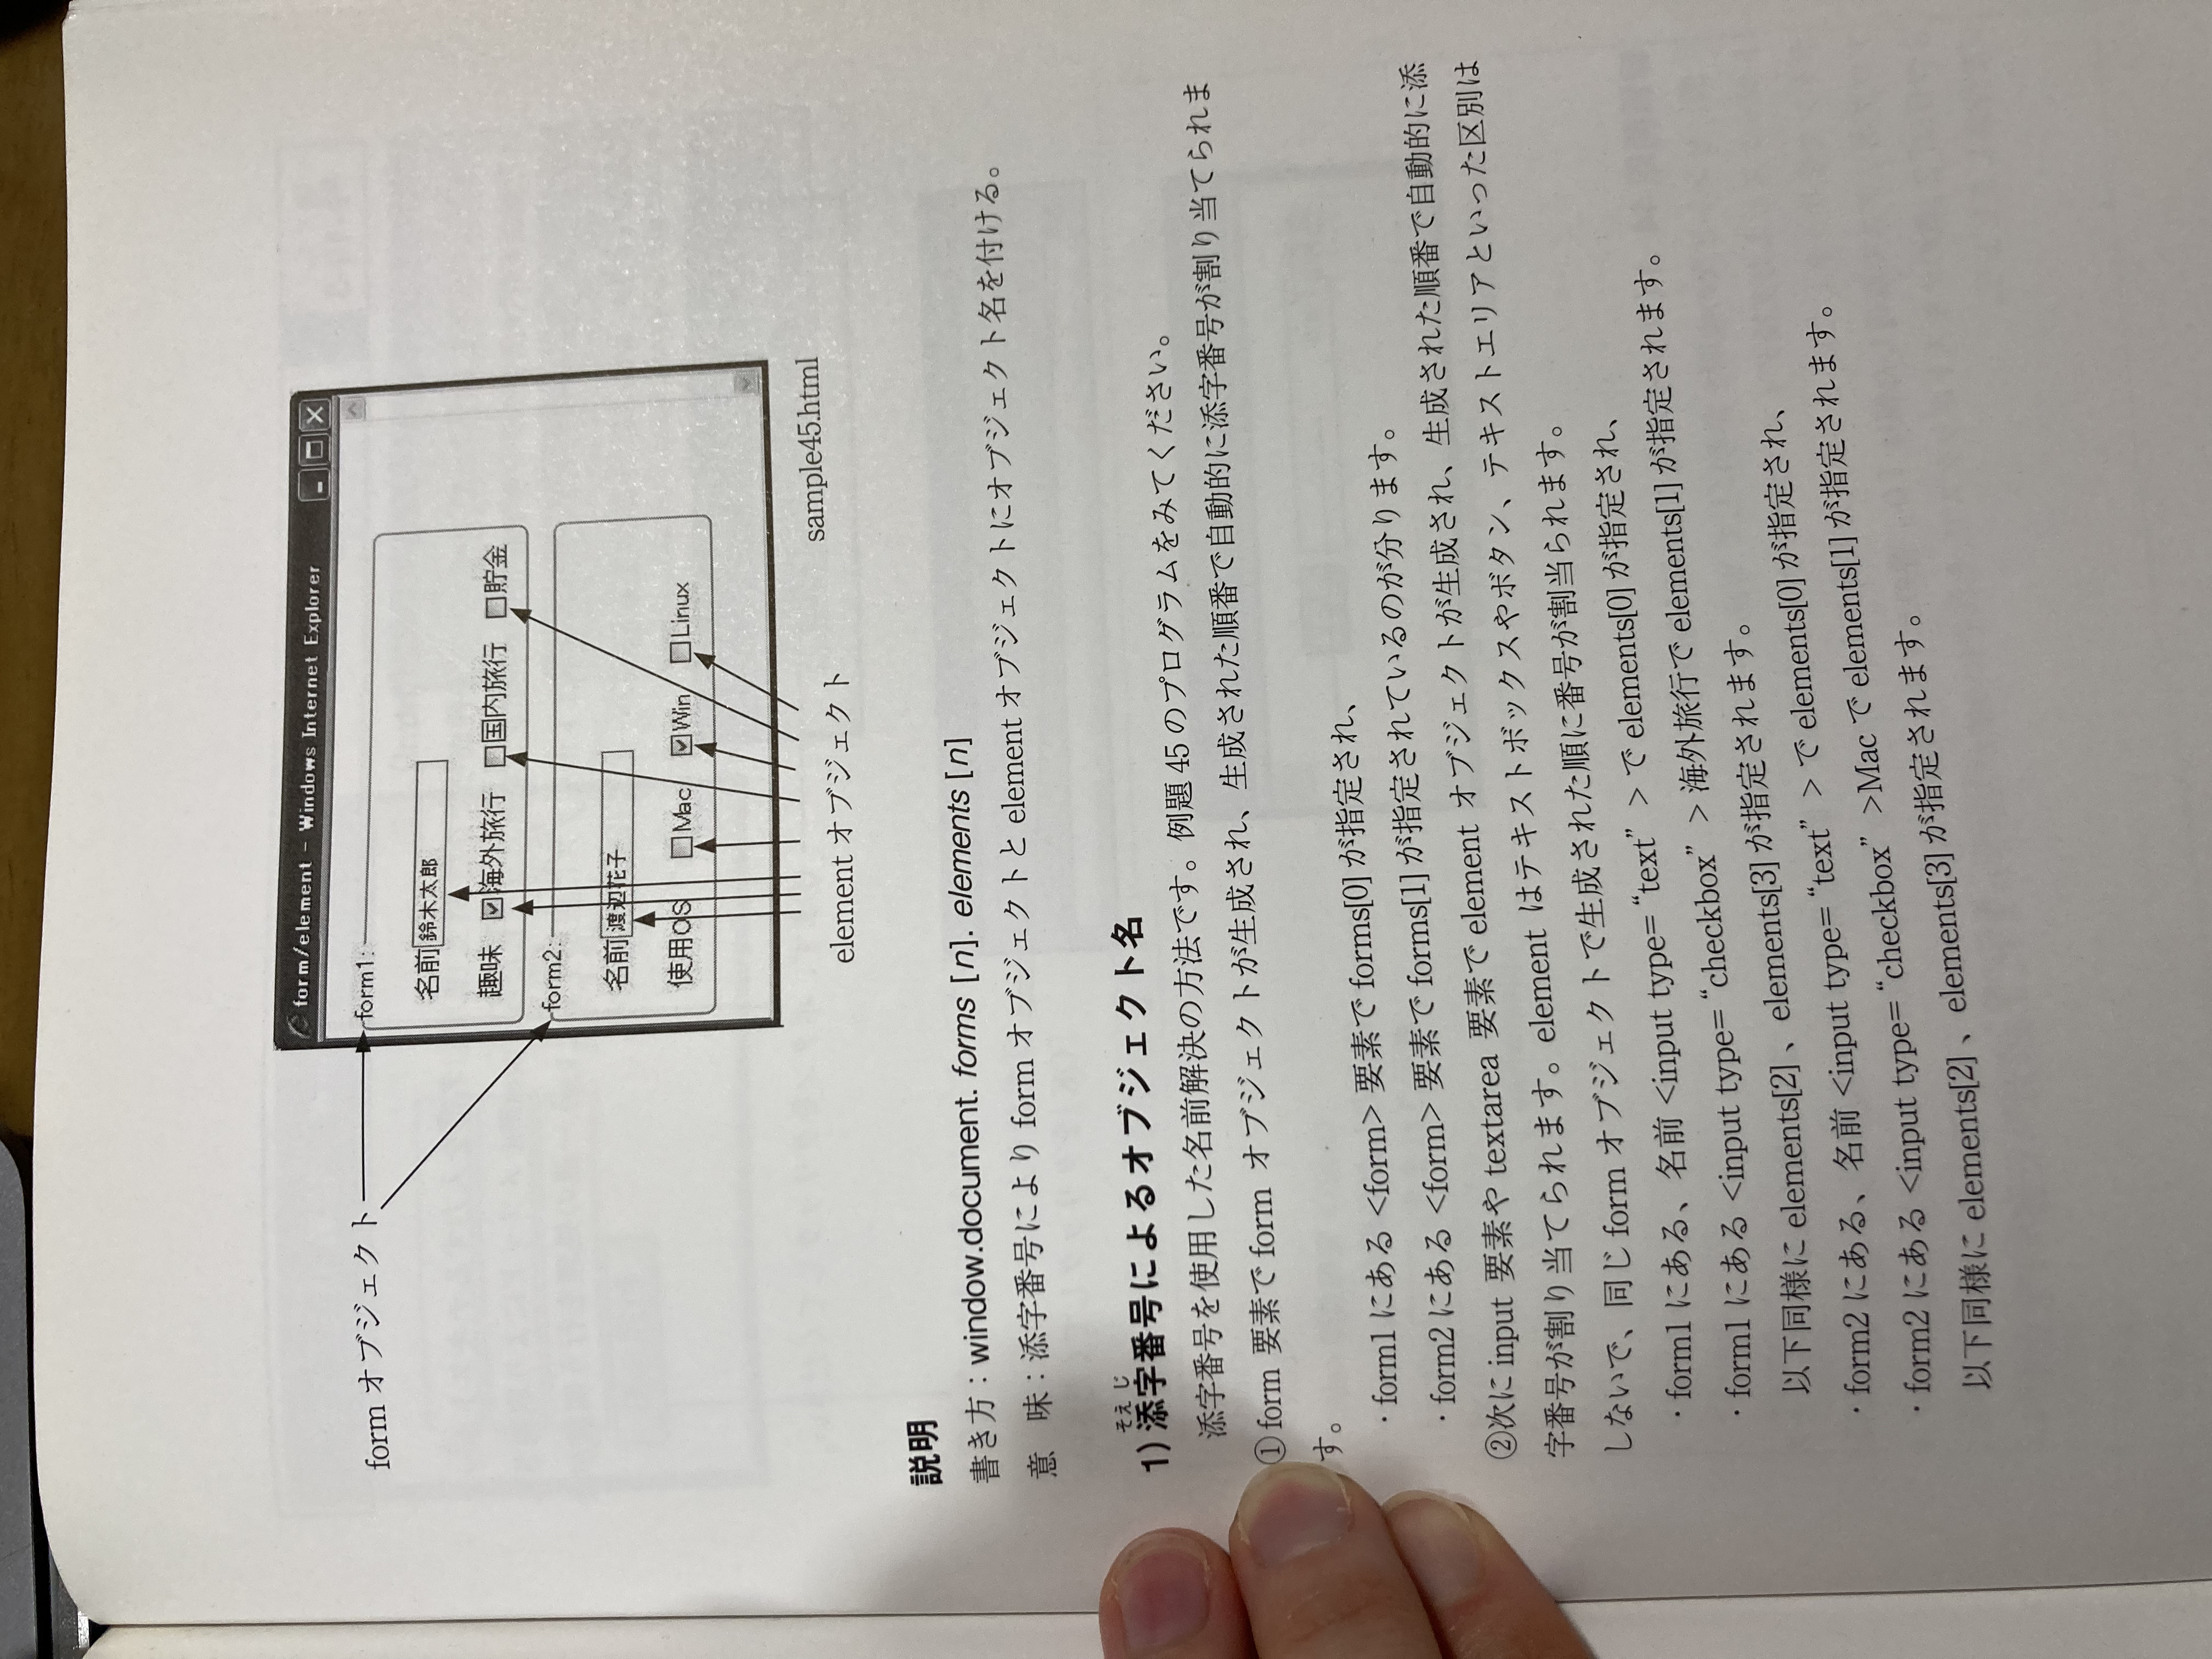 form/element - Windows Internet Explorer
form オブジェクト
form1:
名前 鈴木太郎
趣味 海外旅行 国内旅行 貯金
form2:
名前 渡辺花子
使用OS Mac Win Linux
element オブジェクト
sample45.html
説明
書き方：window.document. forms [n]. elements [n]
意　味：添字番号により form オブジェクトと element オブジェクトにオブジェクト名を付ける。
そえ じ
1) 添字番号によるオブジェクト名
添字番号を使用した名前解決の方法です。例題 45 のプログラムをみてください。
①form 要素で form オブジェクトが生成され、生成された順番で自動的に添字番号が割り当てられま
す。
・form1 にある <form> 要素で forms[0] が指定され、
・form2 にある <form> 要素で forms[1] が指定されているのが分ります。
②次に input 要素や textarea 要素で element オブジェクトが生成され、生成された順番で自動的に添
字番号が割り当てられます。element はテキストボックスやボタン、テキストエリアといった区別は
しないで、同じ form オブジェクトで生成された順に番号が割当られます。
・form1 にある、名前 <input type= “text” > で elements[0] が指定され、
・form1 にある <input type= “checkbox” > 海外旅行で elements[1] が指定されます。
以下同様に elements[2] 、elements[3] が指定されます。
・form2 にある、名前 <input type= “text” > で elements[0] が指定され、
・form2 にある <input type= “checkbox” >Mac で elements[1] が指定されます。
以下同様に elements[2] 、elements[3] が指定されます。